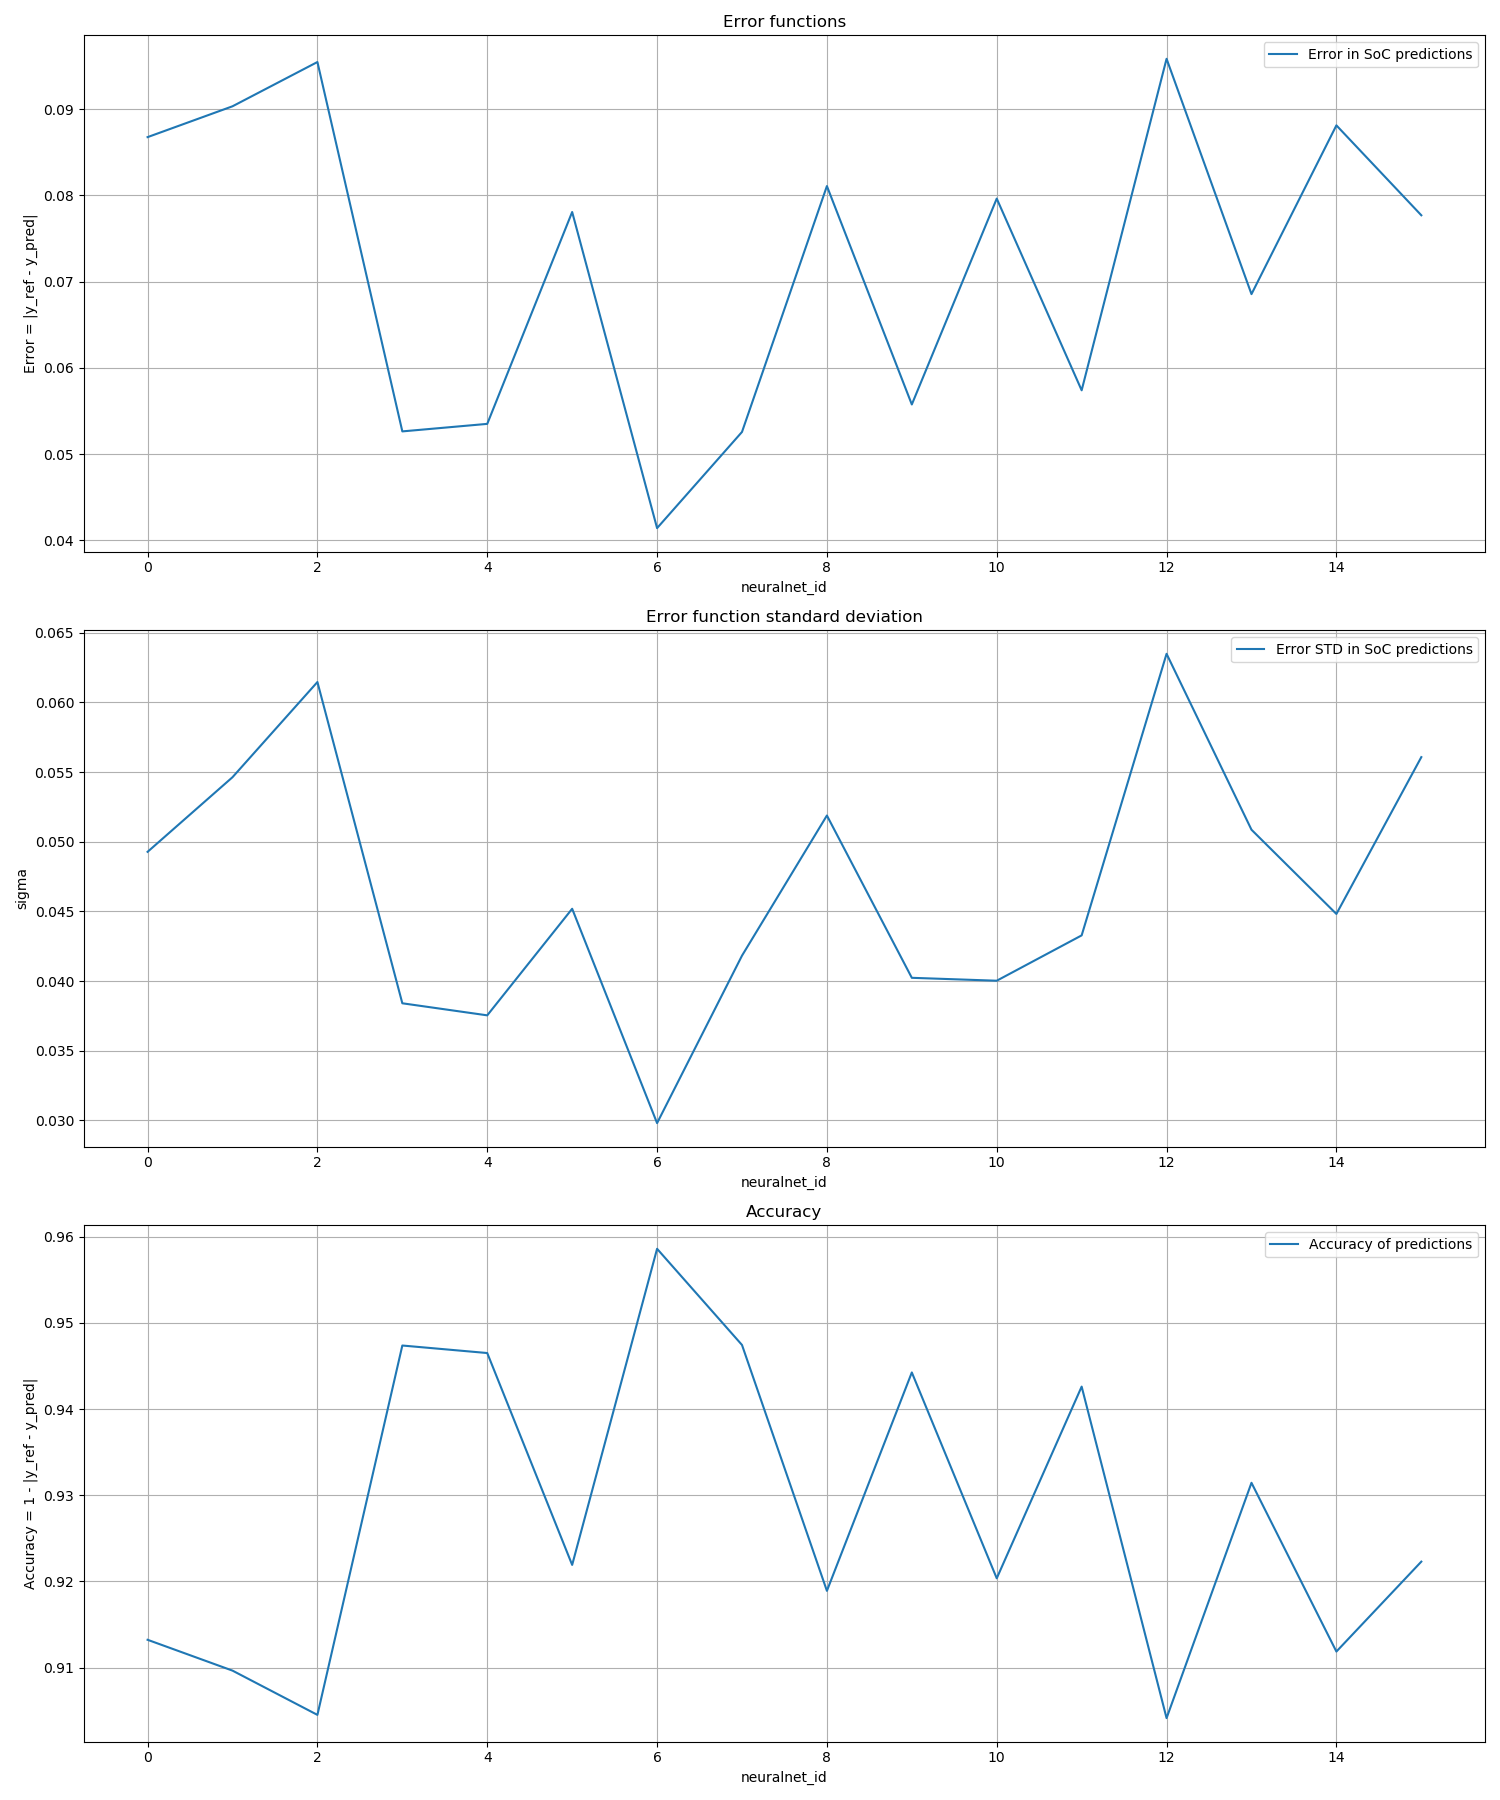 Error functions
Error in SoC predictions
0.09
0.08
0.07
0.06
0.05
0.04
Error = |y_ref - y_pred|
0 2 4 6 8 10 12 14
neuralnet_id
Error function standard deviation
Error STD in SoC predictions
0.065
0.060
0.055
0.050
0.045
0.040
0.035
0.030
sigma
0 2 4 6 8 10 12 14
neuralnet_id
Accuracy
Accuracy of predictions
0.96
0.95
0.94
0.93
0.92
0.91
Accuracy = 1 - |y_ref - y_pred|
0 2 4 6 8 10 12 14
neuralnet_id